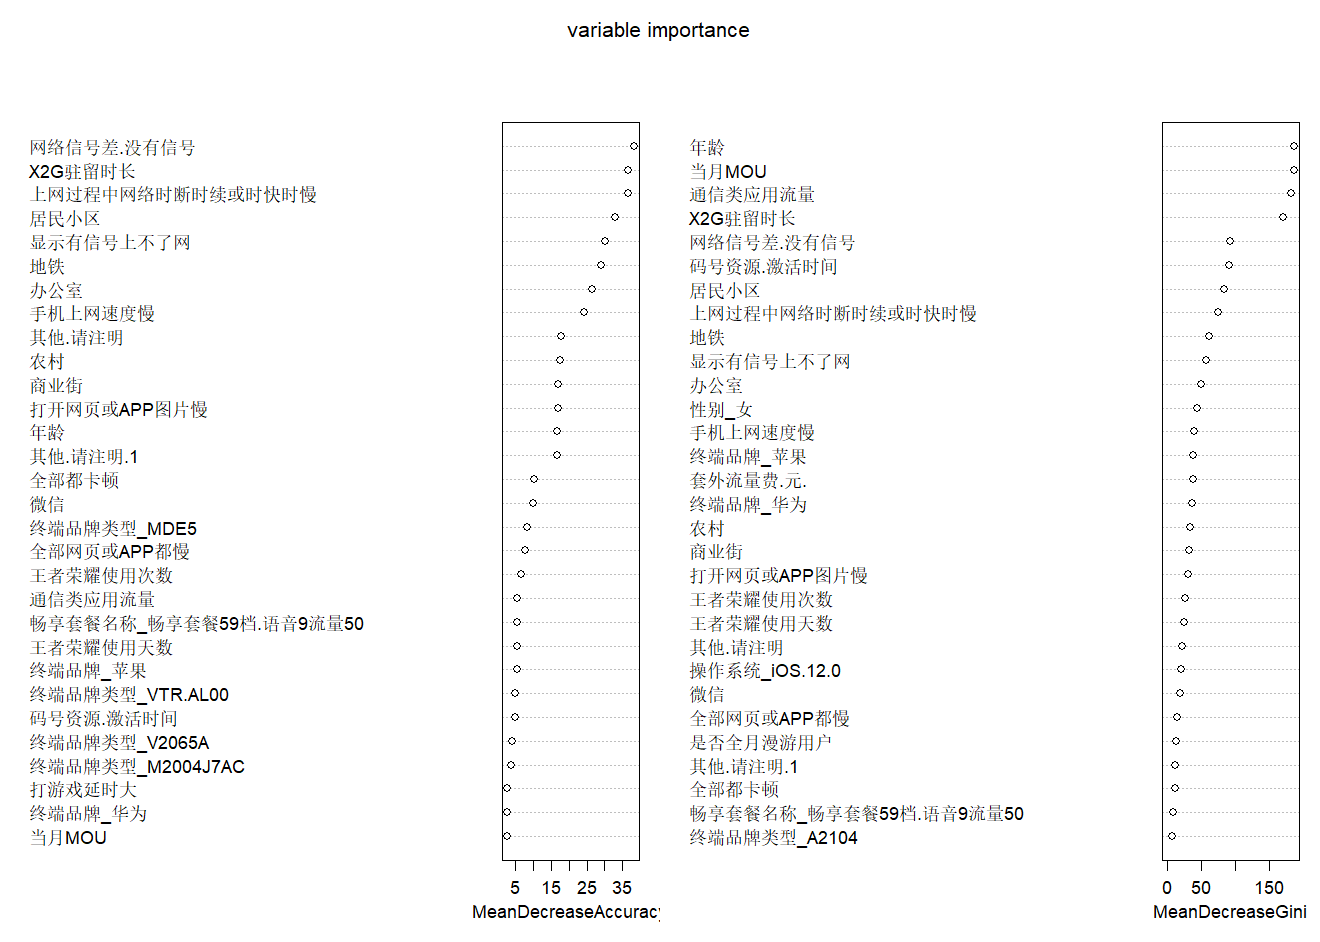 variable importance
网络信号差.没有信号
X2G驻留时长
上网过程中网络时断时续或时快时慢
居民小区
显示有信号上不了网
地铁
办公室
手机上网速度慢
其他.请注明
农村
商业街
打开网页或APP图片慢
年龄
其他.请注明.1
全部都卡顿
微信
终端品牌类型_MDE5
全部网页或APP都慢
王者荣耀使用次数
通信类应用流量
畅享套餐名称_畅享套餐59档.语音9流量50
王者荣耀使用天数
终端品牌_苹果
终端品牌类型_VTR.AL00
码号资源.激活时间
终端品牌类型_V2065A
终端品牌类型_M2004J7AC
打游戏延时大
终端品牌_华为
当月MOU
5 15 25 35
MeanDecreaseAccuracy
年龄
当月MOU
通信类应用流量
X2G驻留时长
网络信号差.没有信号
码号资源.激活时间
居民小区
上网过程中网络时断时续或时快时慢
地铁
显示有信号上不了网
办公室
性别_女
手机上网速度慢
终端品牌_苹果
套外流量费.元.
终端品牌_华为
农村
商业街
打开网页或APP图片慢
王者荣耀使用次数
王者荣耀使用天数
其他.请注明
操作系统_iOS.12.0
微信
全部网页或APP都慢
是否全月漫游用户
其他.请注明.1
全部都卡顿
畅享套餐名称_畅享套餐59档.语音9流量50
终端品牌类型_A2104
0 50 150
MeanDecreaseGini